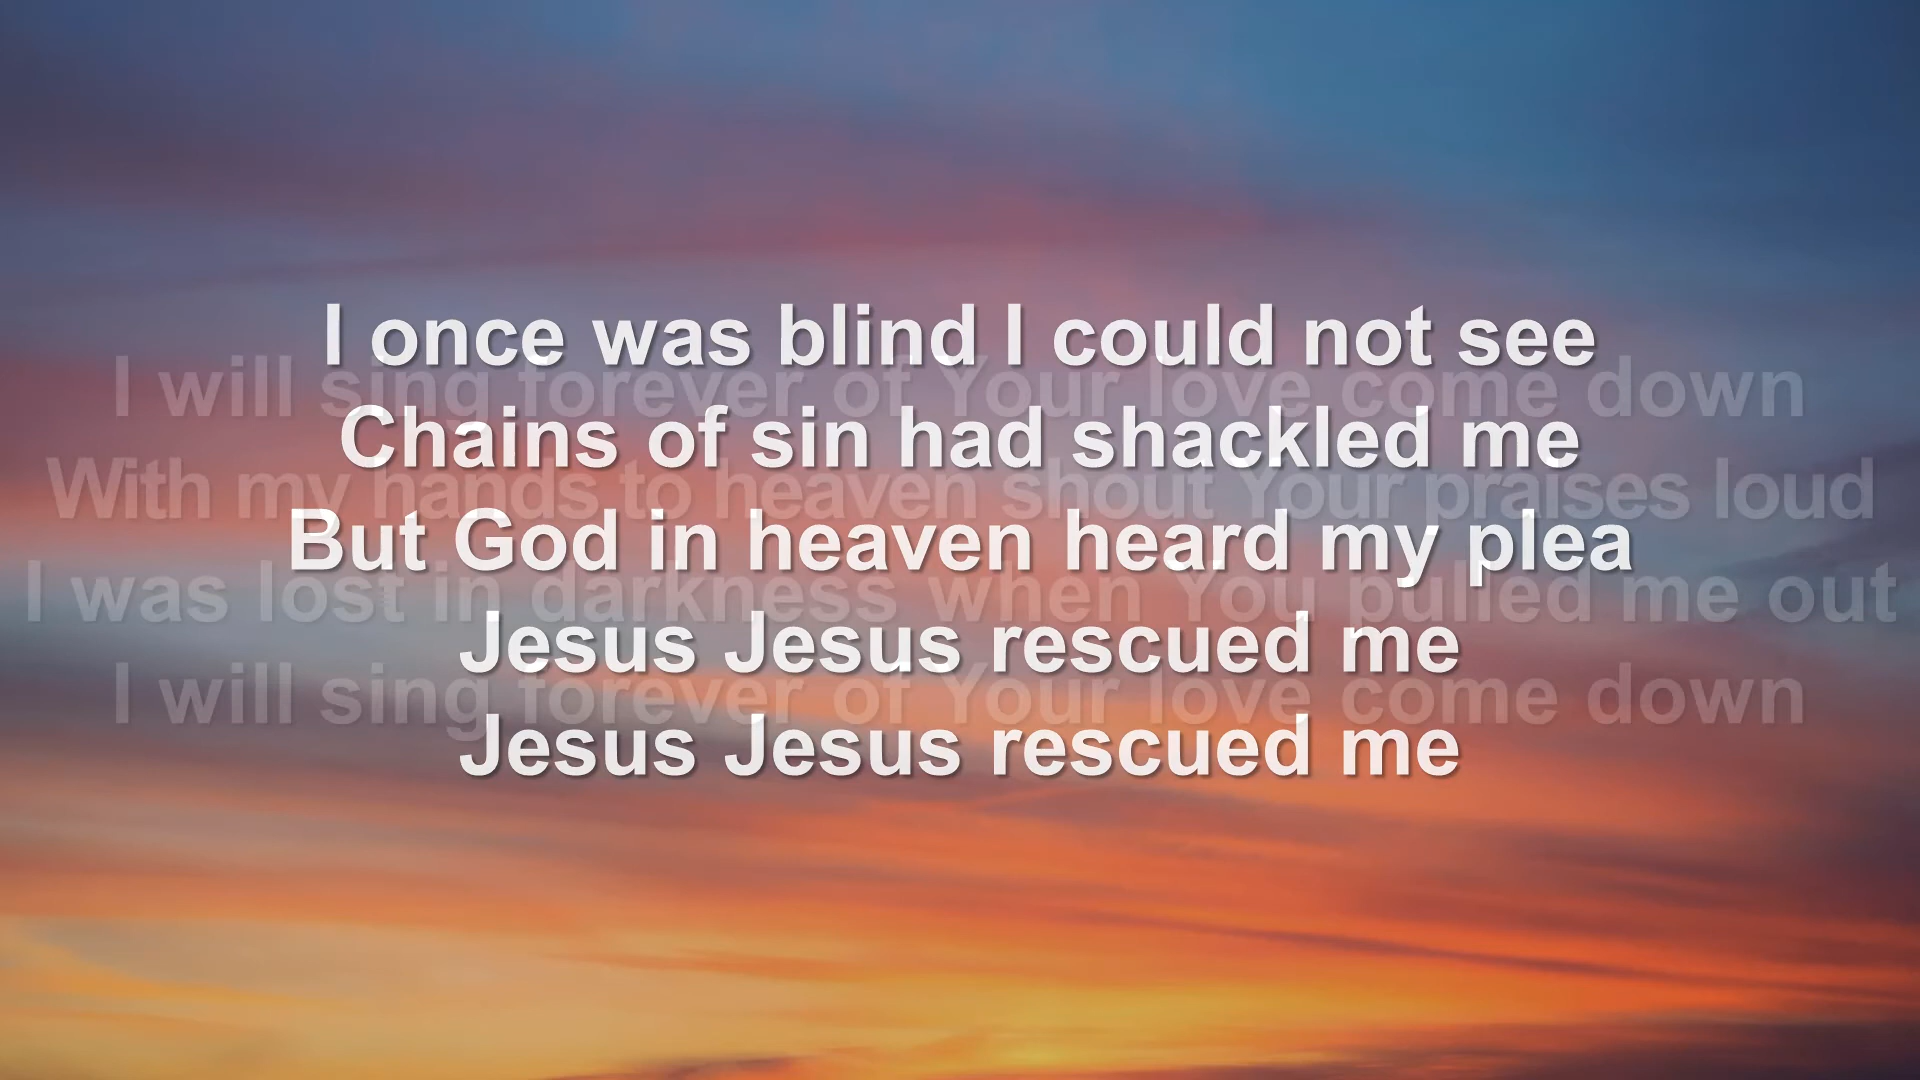 I once was blind I could not see
I will sing forever of Your love come down
Chains of sin had shackled me
With my hands to heaven shout Your praises loud
But God in heaven heard my plea
I was lost in darkness when You pulled me out
Jesus Jesus rescued me
I will sing forever of Your love come down
Jesus Jesus rescued me